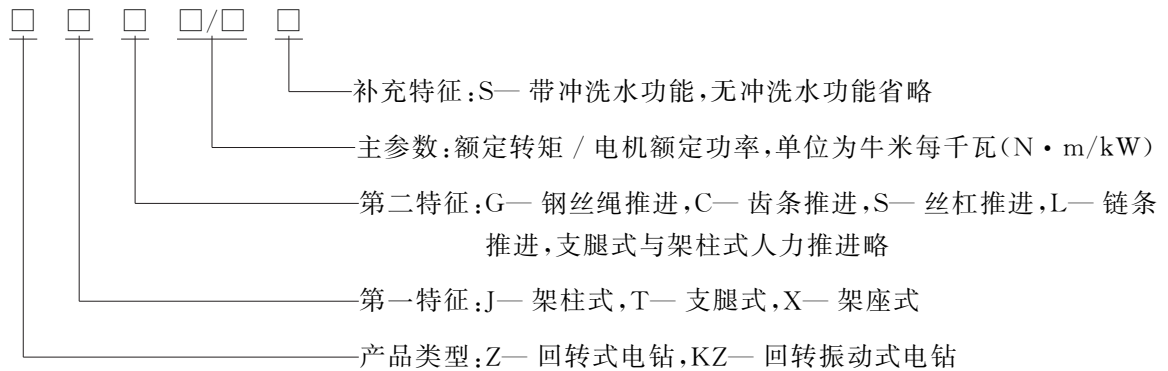 □ □ □ □/□ □
补充特征:S— 带冲洗水功能,无冲洗水功能省略
主参数:额定转矩 / 电机额定功率,单位为牛米每千瓦(N·m/kW)
第二特征:G— 钢丝绳推进,C— 齿条推进,S— 丝杠推进,L— 链条
推进,支腿式与架柱式人力推进略
第一特征:J— 架柱式,T— 支腿式,X— 架座式
产品类型:Z— 回转式电钻,KZ— 回转振动式电钻